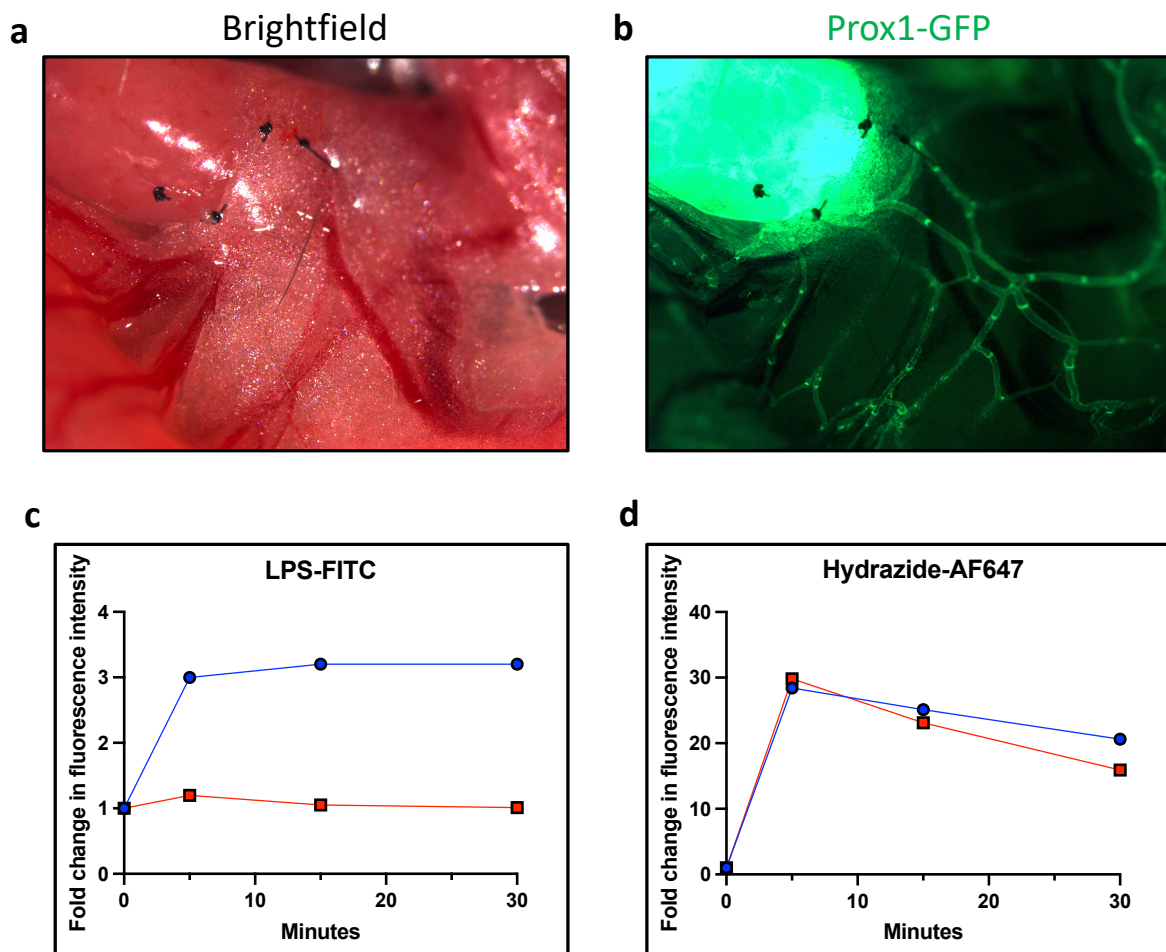 a
Brightfield
b
Prox1-GFP
c
LPS-FITC
Fold change in fluorescence intensity
4
3
2
1
0
0
10
20
30
Minutes
d
Hydrazide-AF647
Fold change in fluorescence intensity
40
30
20
10
0
0
10
20
30
Minutes